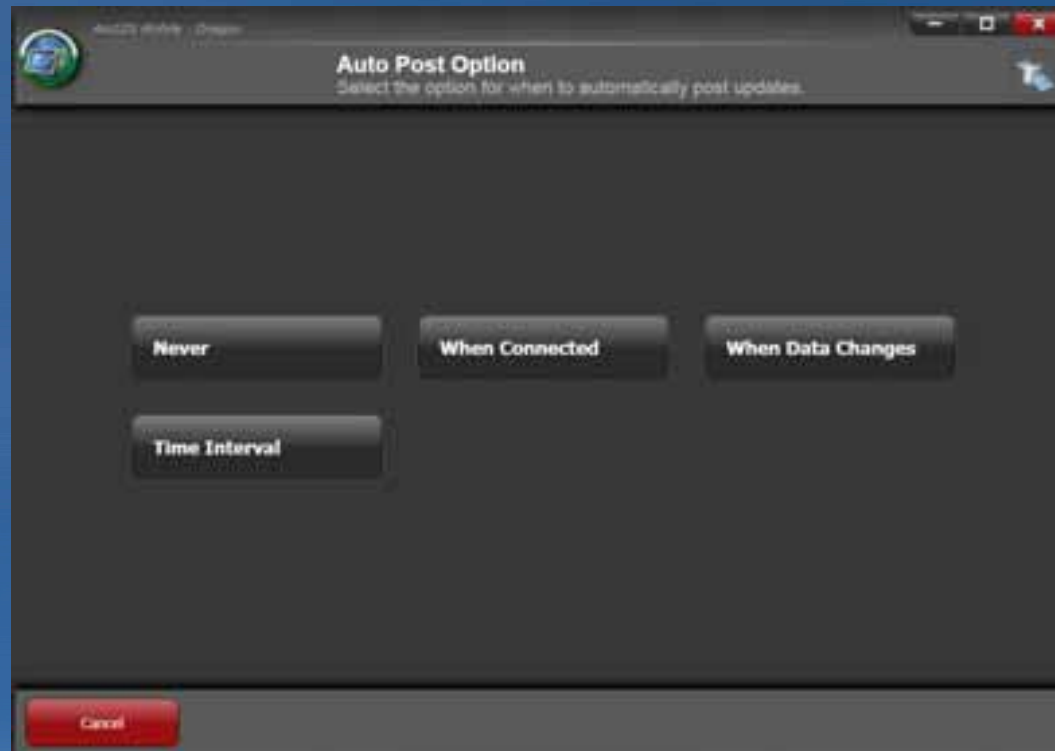 Auto Post Option
Select the option for when to automatically post updates.
Never
When Connected
When Data Changes
Time Interval
Cancel